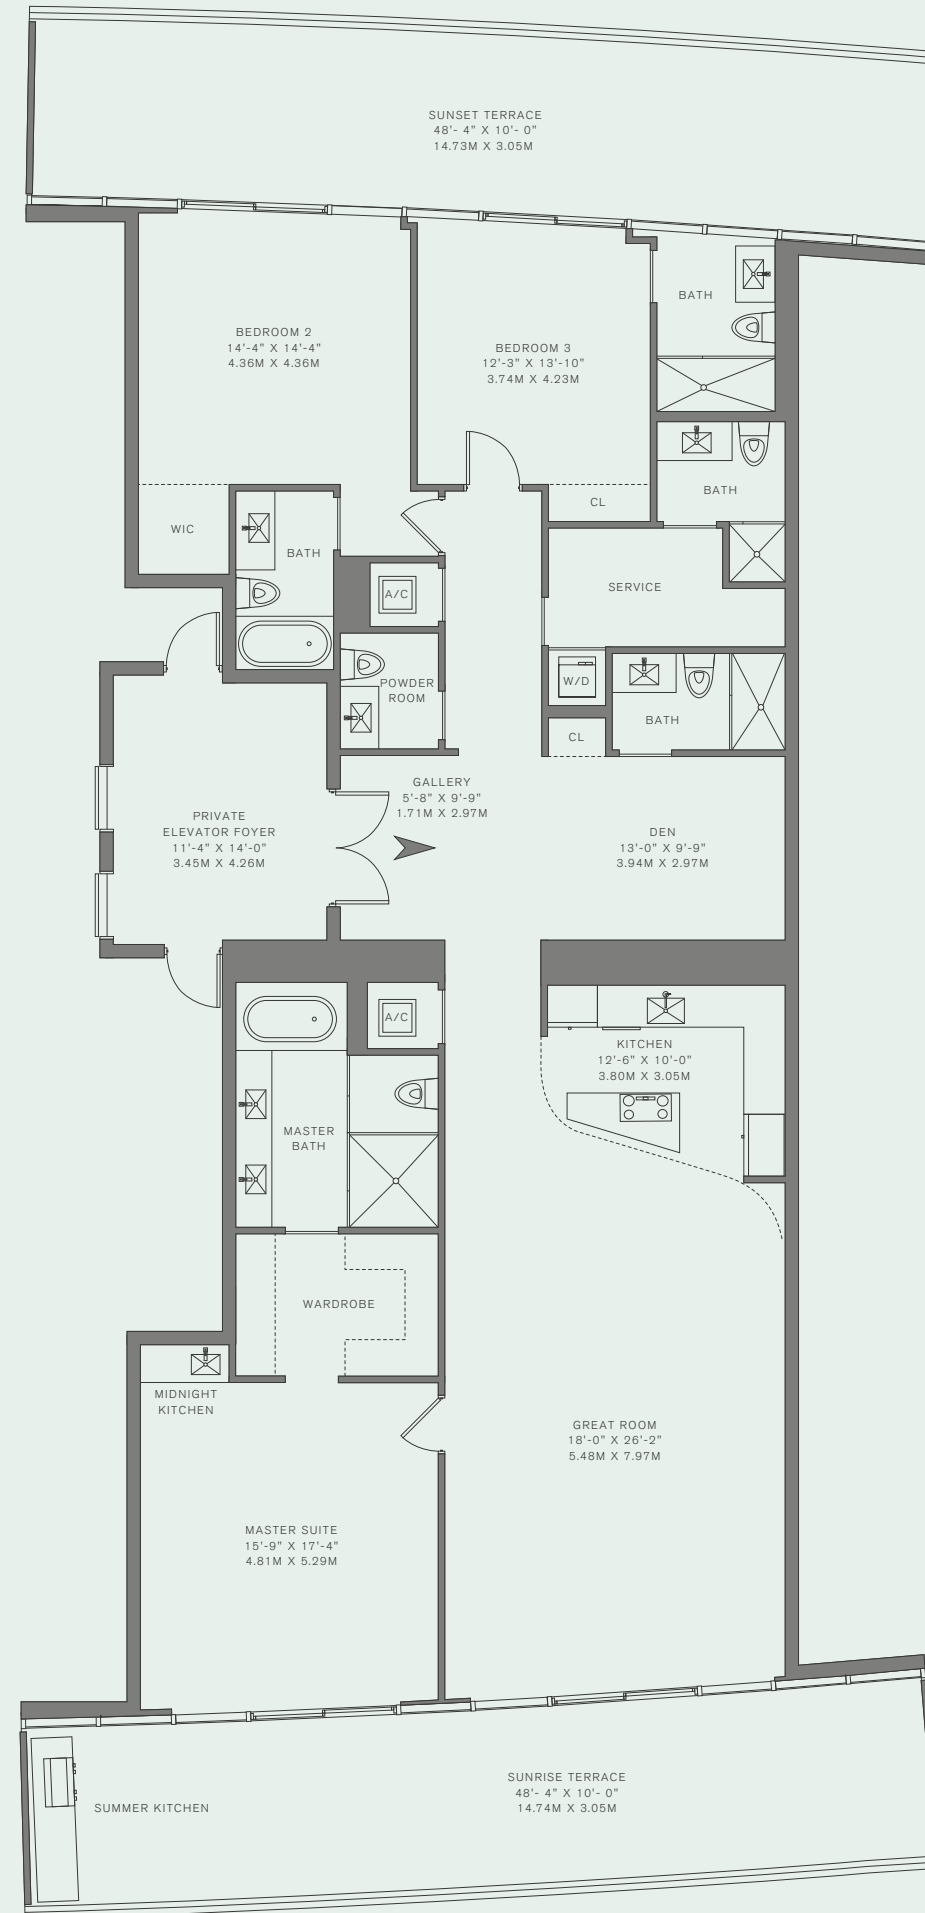 SUNSET TERRACE
48'- 4" X 10'- 0"
14.73M X 3.05M
BATH
BEDROOM 2
14'-4" X 14'-4"
4.36M X 4.36M
BEDROOM 3
12'-3" X 13'-10"
3.74M X 4.23M
BATH
WIC
CL
BATH
A/C
SERVICE
POWDER
ROOM
W/D
BATH
CL
GALLERY
5'-8" X 9'-9"
1.71M X 2.97M
PRIVATE
ELEVATOR FOYER
11'-4" X 14'-0"
3.45M X 4.26M
DEN
13'-0" X 9'-9"
3.94M X 2.97M
A/C
KITCHEN
12'-6" X 10'-0"
3.80M X 3.05M
MASTER
BATH
WARDROBE
MIDNIGHT
KITCHEN
GREAT ROOM
18'-0" X 26'-2"
5.48M X 7.97M
MASTER SUITE
15'-9" X 17'-4"
4.81M X 5.29M
SUNRISE TERRACE
48'- 4" X 10'- 0"
14.74M X 3.05M
SUMMER KITCHEN